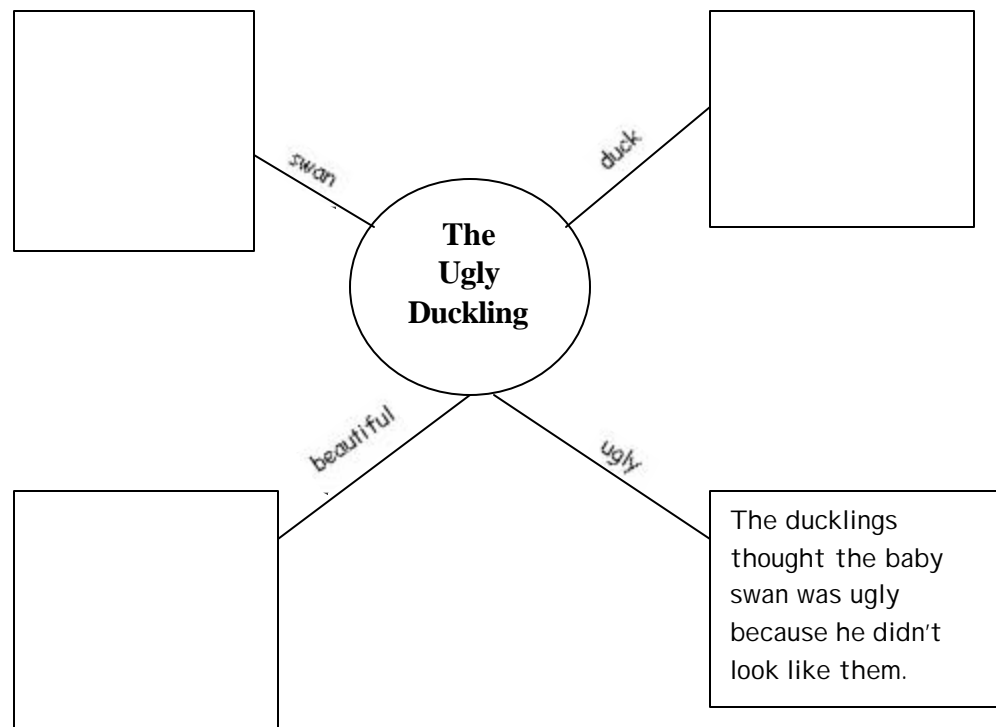 swan
duck
The
Ugly
Duckling
beautiful
ugly
The ducklings
thought the baby
swan was ugly
because he didn't
look like them.